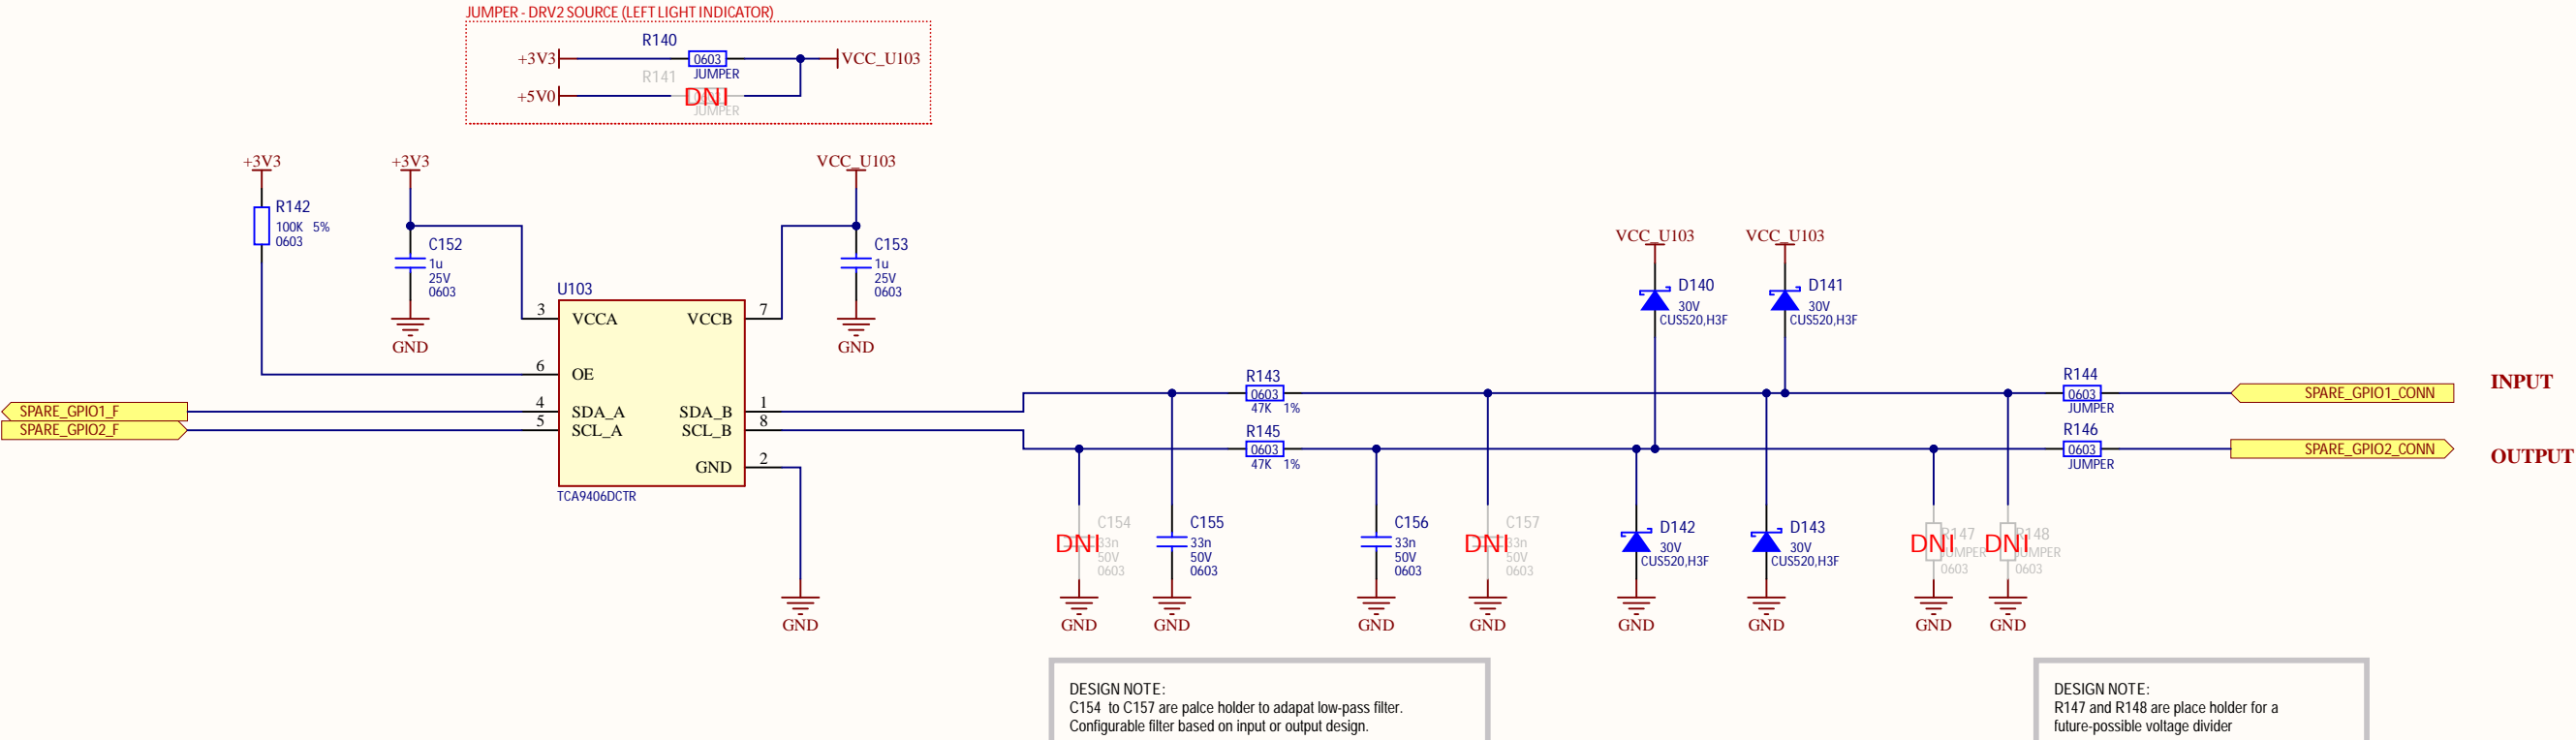 JUMPER - DRV2 SOURCE (LEFT LIGHT INDICATOR)
R140
+3V3
0603
VCC_U103
JUMPER
R141
+5V0
DNI
JUMPER
+3V3
+3V3
VCC_U103
R142
100K 5%
0603
C152
1u
25V
0603
GND
C153
1u
25V
0603
GND
U103
3
VCCA
VCCB
7
6
OE
4
SDA_A
SDA_B
1
5
SCL_A
SCL_B
8
GND
2
TCA9406DCTR
GND
SPARE_GPIO1_F
SPARE_GPIO2_F
VCC_U103
VCC_U103
D140
30V
CUS520,H3F
D141
30V
CUS520,H3F
R143
0603
47K 1%
R145
0603
47K 1%
R144
0603
JUMPER
R146
0603
JUMPER
SPARE_GPIO1_CONN
INPUT
SPARE_GPIO2_CONN
OUTPUT
C154
DNI
33n
50V
0603
GND
C155
33n
50V
0603
GND
C156
33n
50V
0603
GND
C157
DNI
33n
50V
0603
GND
D142
30V
CUS520,H3F
GND
D143
30V
CUS520,H3F
GND
R147
DNI
JUMPER
0603
GND
R148
DNI
JUMPER
0603
GND
DESIGN NOTE:
C154 to C157 are palce holder to adapat low-pass filter.
Configurable filter based on input or output design.
DESIGN NOTE:
R147 and R148 are place holder for a
future-possible voltage divider